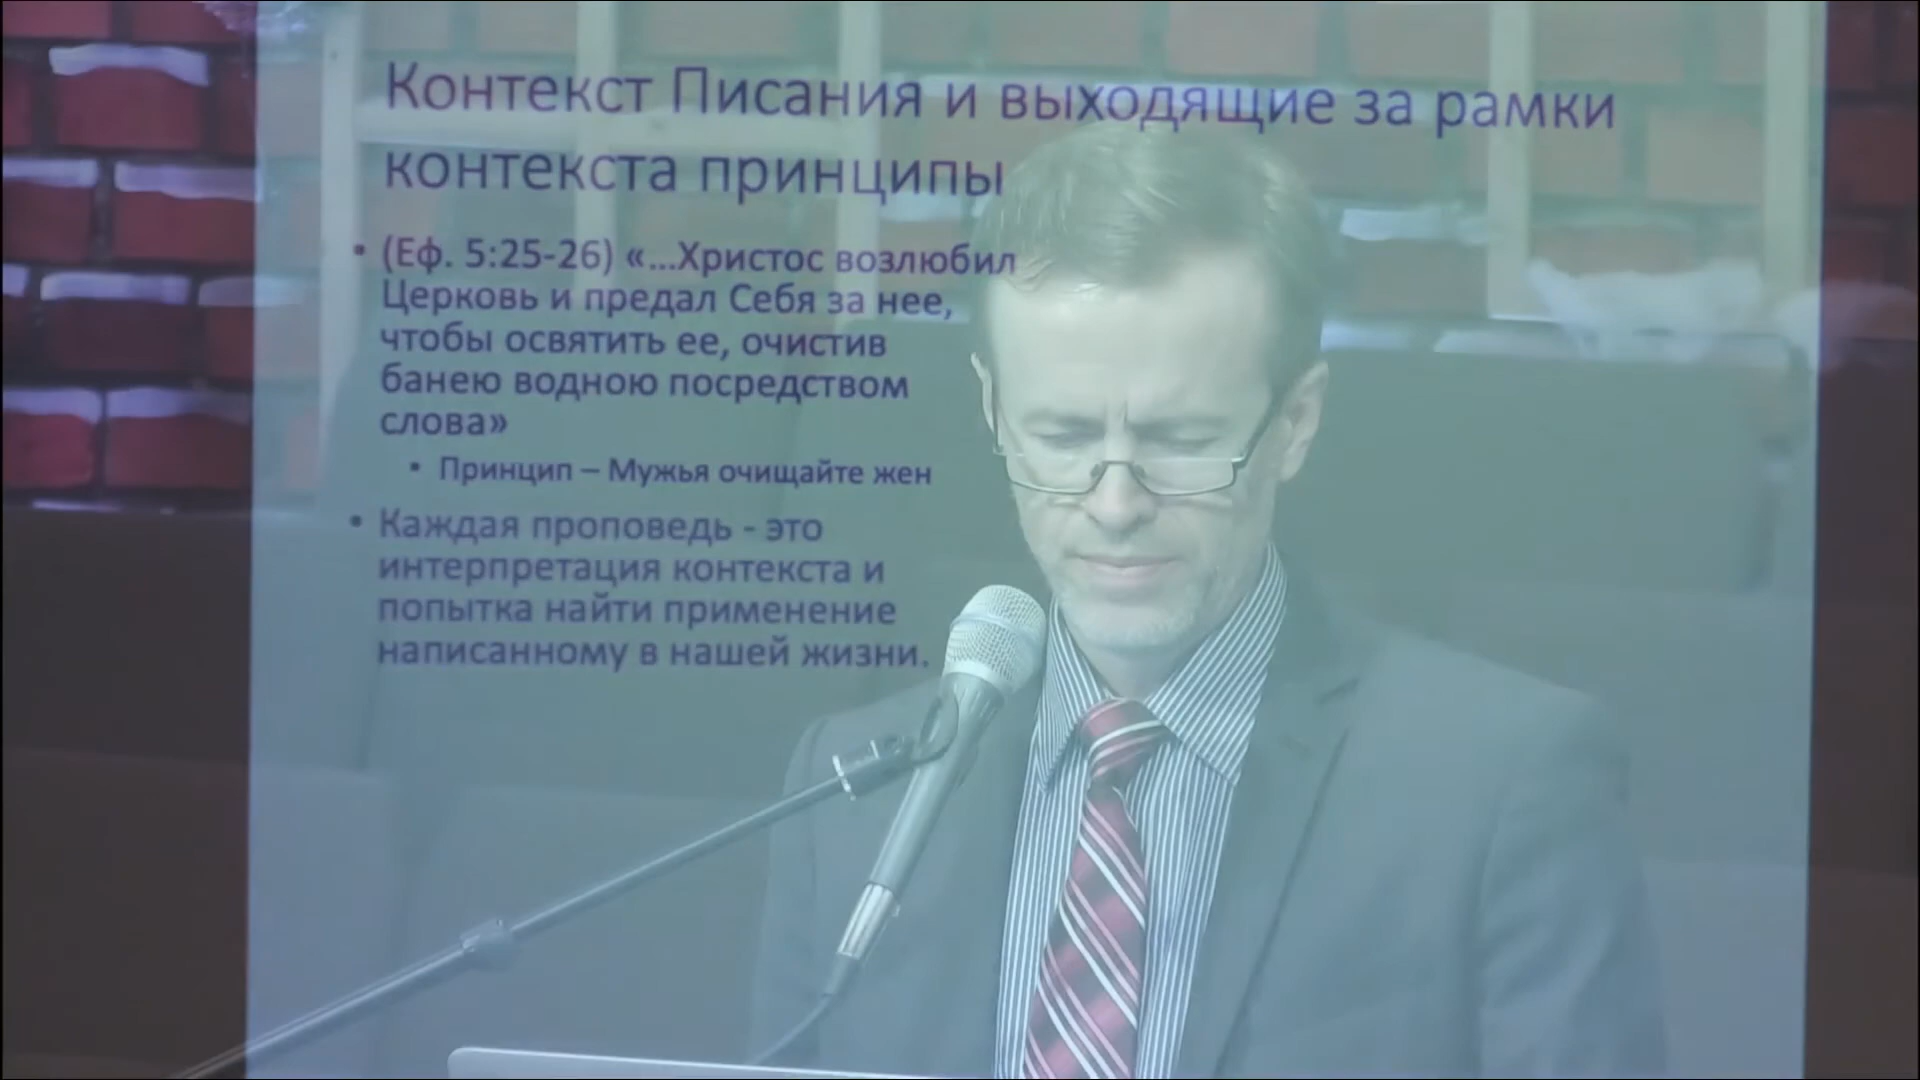 Контекст Писания и выходящие за рамки
контекста принципы
• (Еф. 5:25-26) «...Христос возлюбил
Церковь и предал Себя за нее,
чтобы освятить ее, очистив
банею водною посредством
слова»
• Принцип – Мужья очищайте жен
• Каждая проповедь - это
интерпретация контекста и
попытка найти применение
написанному в нашей жизни.